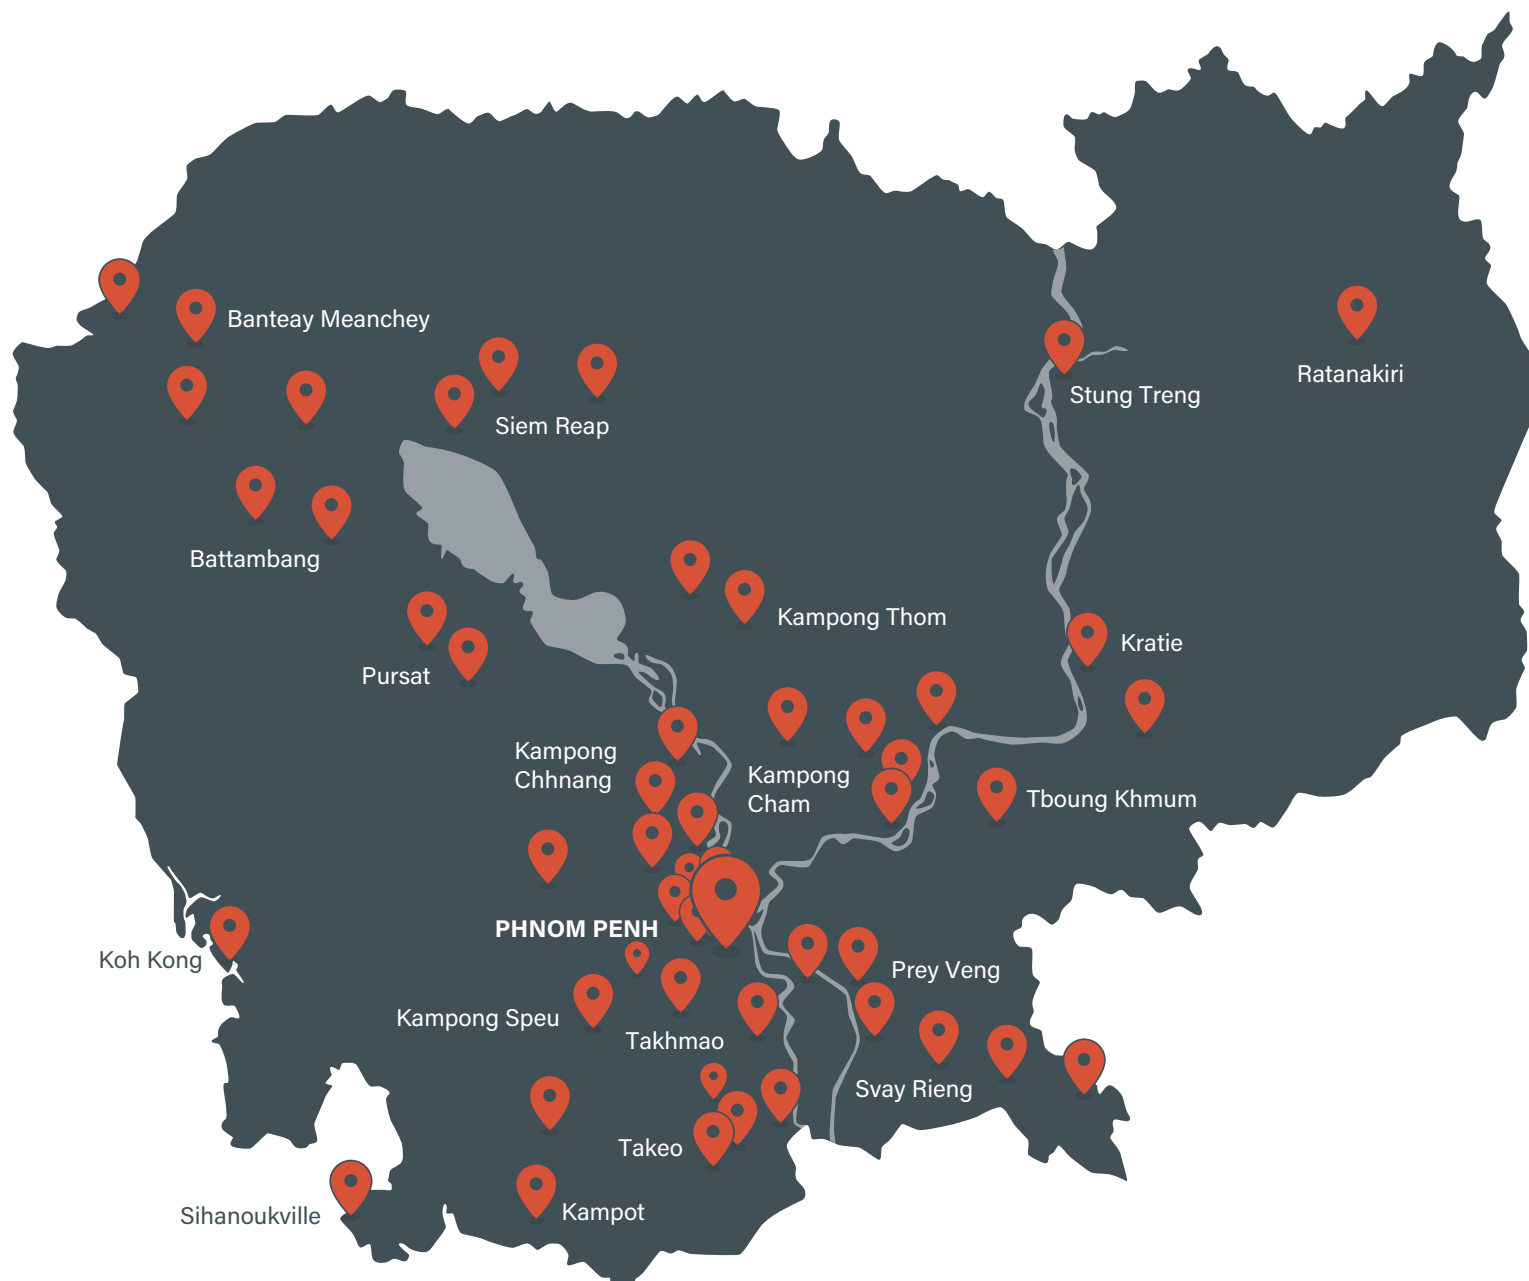 Banteay Meanchey
Ratanakiri
Stung Treng
Siem Reap
Battambang
Kampong Thom
Kratie
Pursat
Kampong
Chhnang
Kampong
Cham
Tboung Khmum
PHNOM PENH
Koh Kong
Prey Veng
Kampong Speu
Takhmao
Svay Rieng
Takeo
Sihanoukville
Kampot